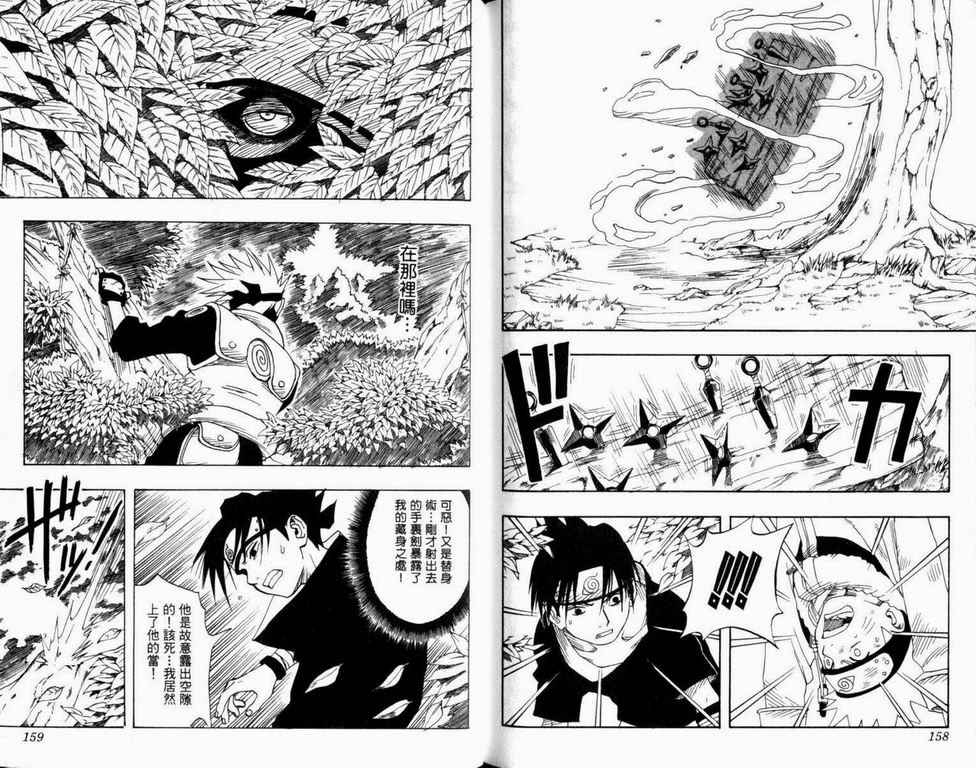 カ
ド
!!!!
158
在那裡嗎…
可惡！又是替身
術…剛才射出去
的手裏劍暴露了
我的藏身之處！
他是故意露出空隙
的！該死…我居然
上了他的當！
159